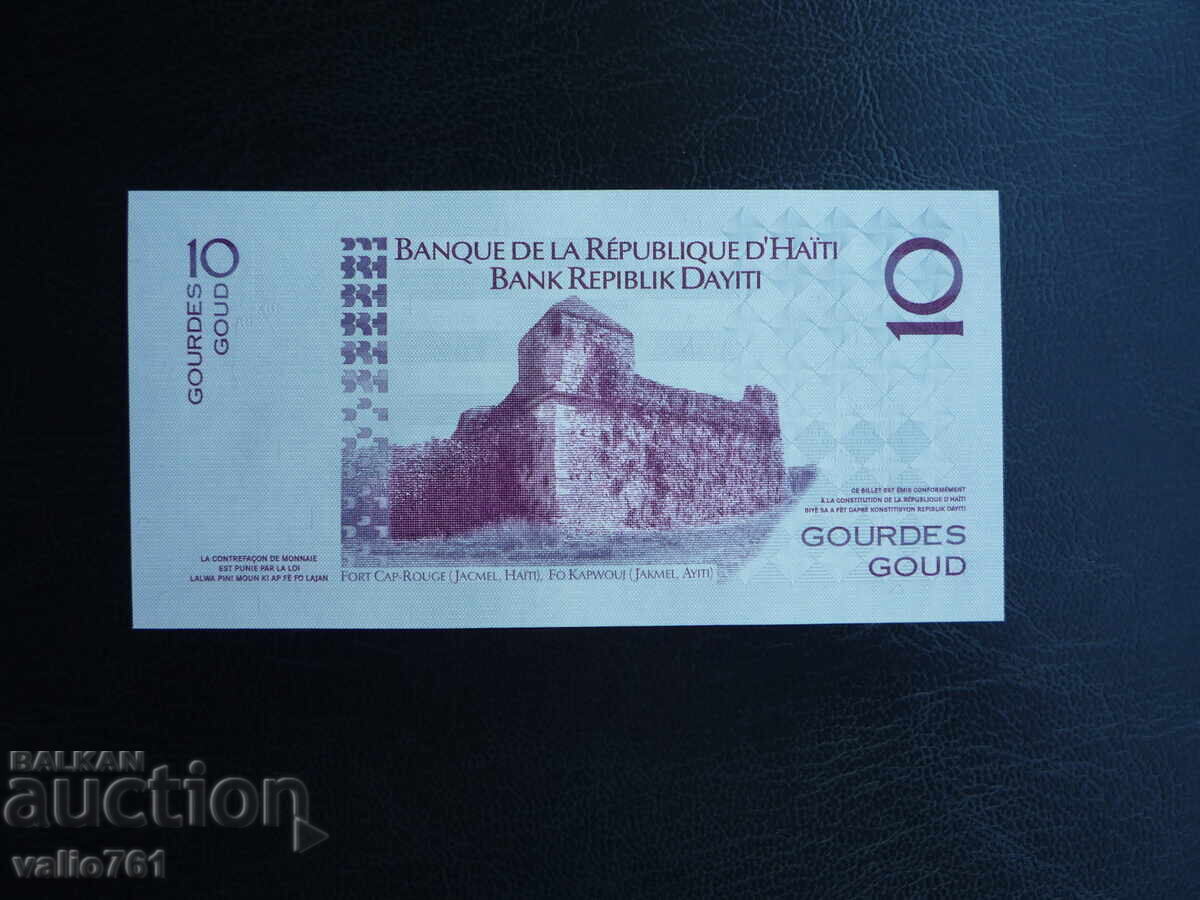 10
GOURDES
GOUD
BANQUE DE LA RÉPUBLIQUE D'HAÏTI
BANK REPIBLIK DAYITI
10
CE BILLET EST ÉMIS CONFORMÉMENT
À LA CONSTITUTION DE LA RÉPUBLIQUE D'HAÏTI
BIYÈ SA A FÈT DAPRÈ KONSTITISYON REPIBLIK DAYITI
GOURDES
GOUD
LA CONTREFAÇON DE MONNAIE
EST PUNIE PAR LA LOI
LALWA PINI MOUN KI AP FÈ FO LAJAN
FORT CAP-ROUGE (JACMEL, HAÏTI), FÒ KAPWOUJ (JAKMEL, AYITI)
BALKAN
auction
valio761